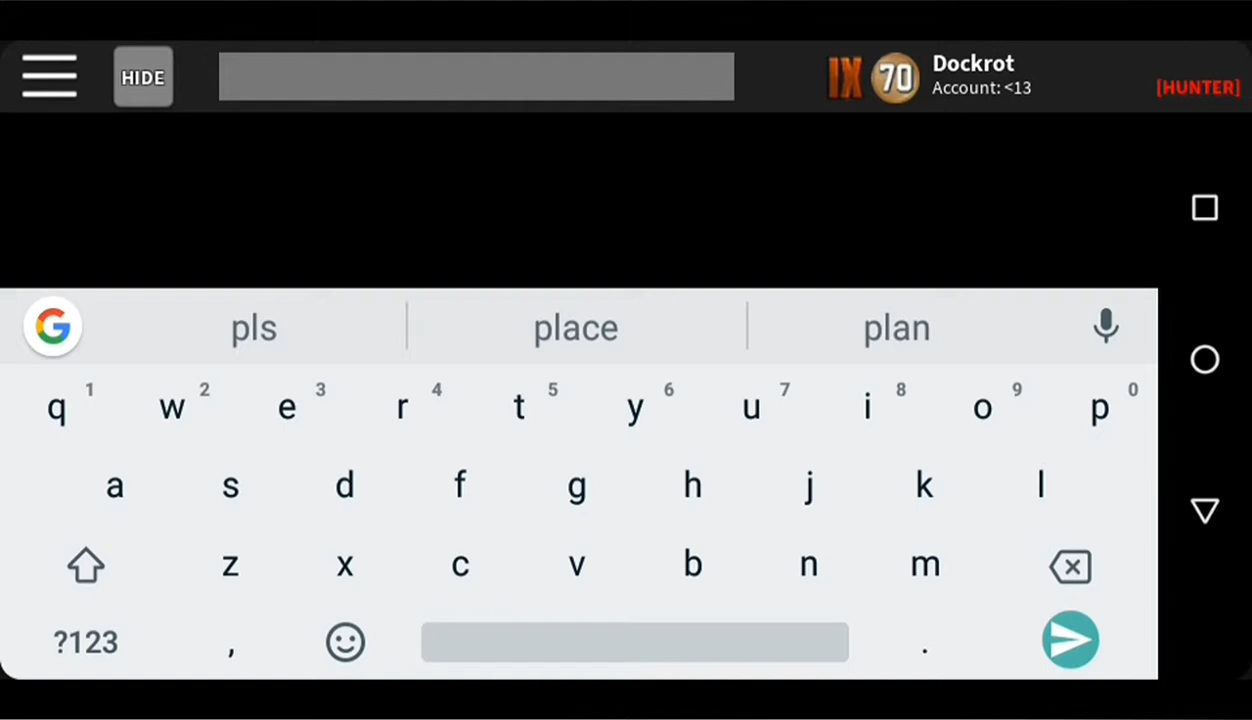 HIDE
IX 70 Dockrot
Account: <13
[HUNTER]
G pls place plan
q 1 w 2 e 3 r 4 t 5 y 6 u 7 i 8 o 9 p 0
a s d f g h j k l
z x c v b n m
?123 , .